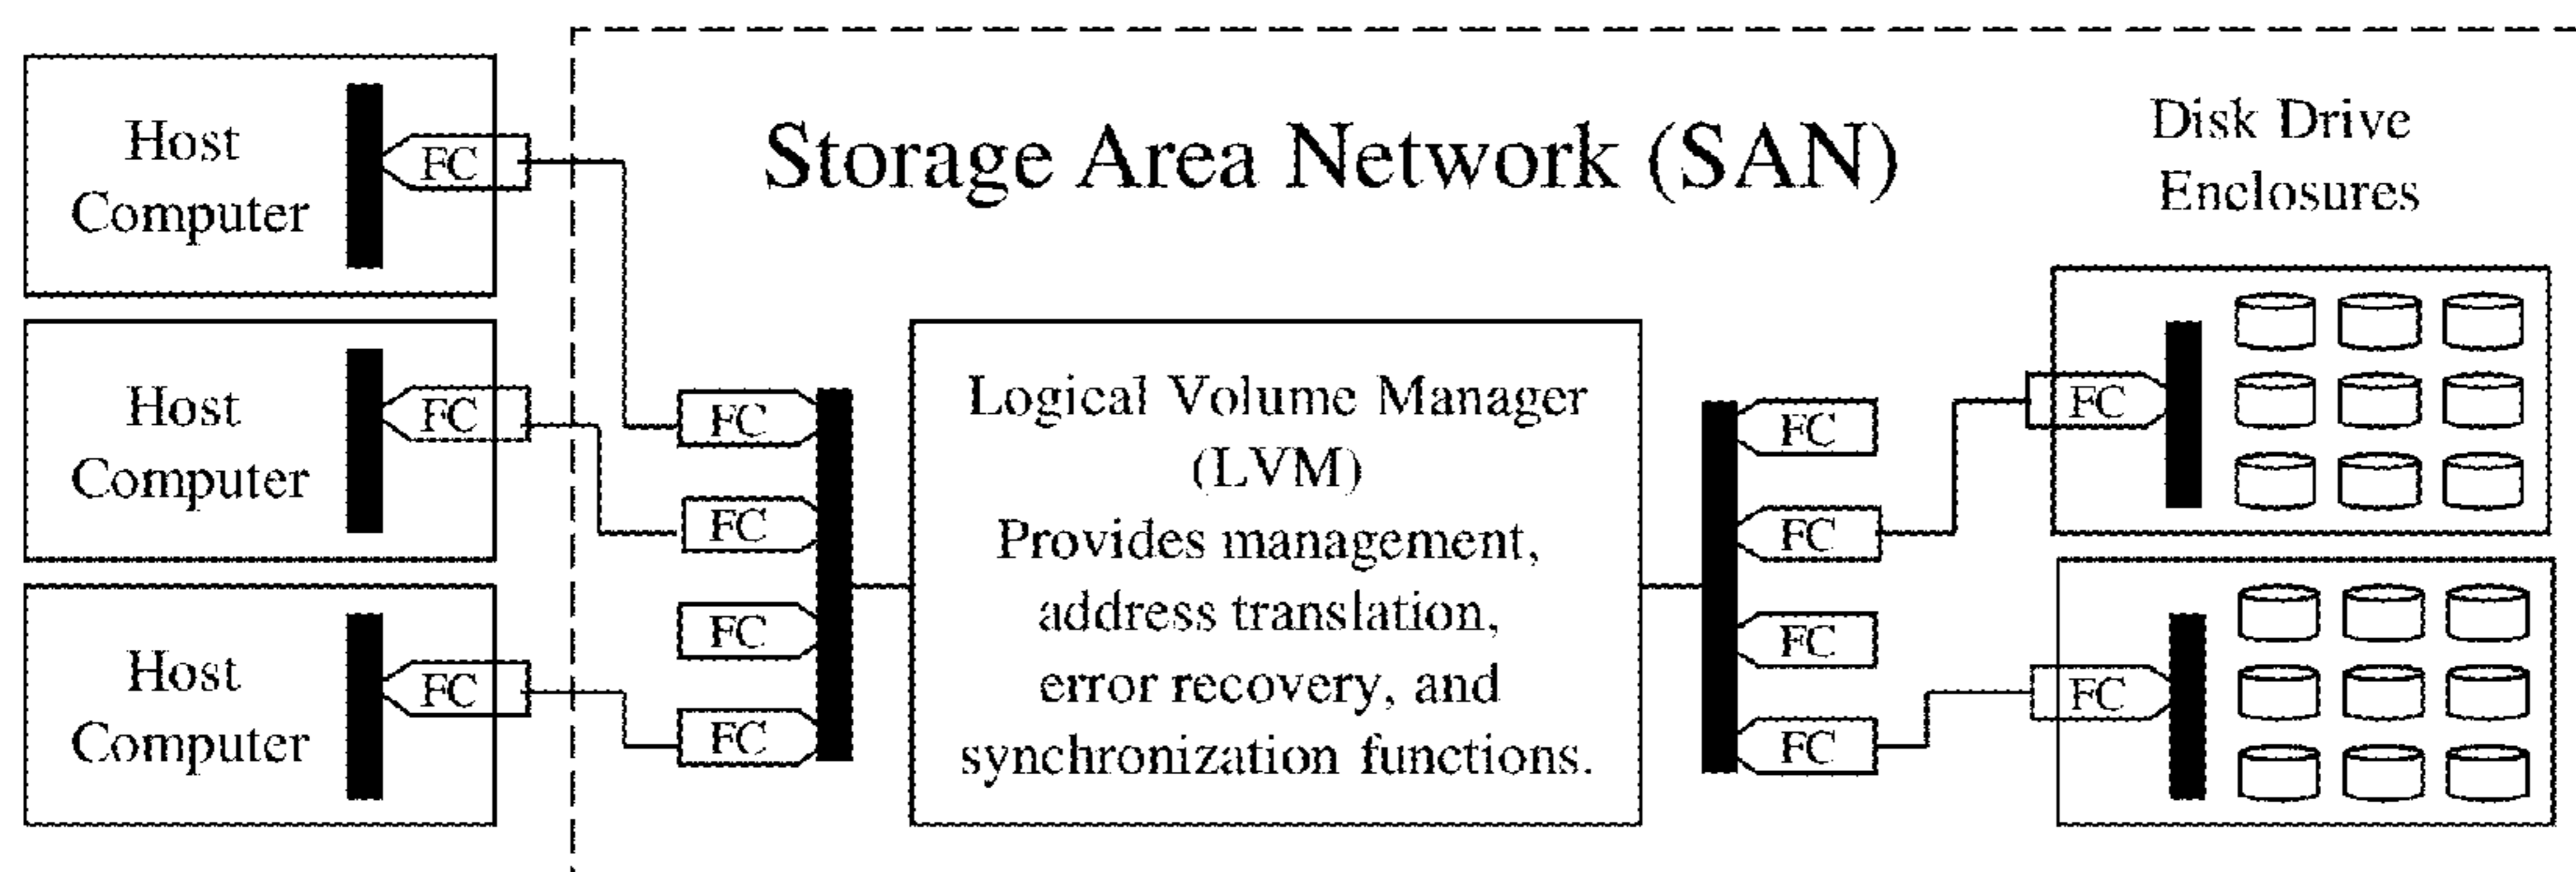 Storage Area Network (SAN)
Disk Drive
Enclosures
Host
Computer
FC
Host
Computer
FC
Host
Computer
FC
FC
FC
FC
FC
Logical Volume Manager
(LVM)
Provides management,
address translation,
error recovery, and
synchronization functions.
FC
FC
FC
FC
FC
FC